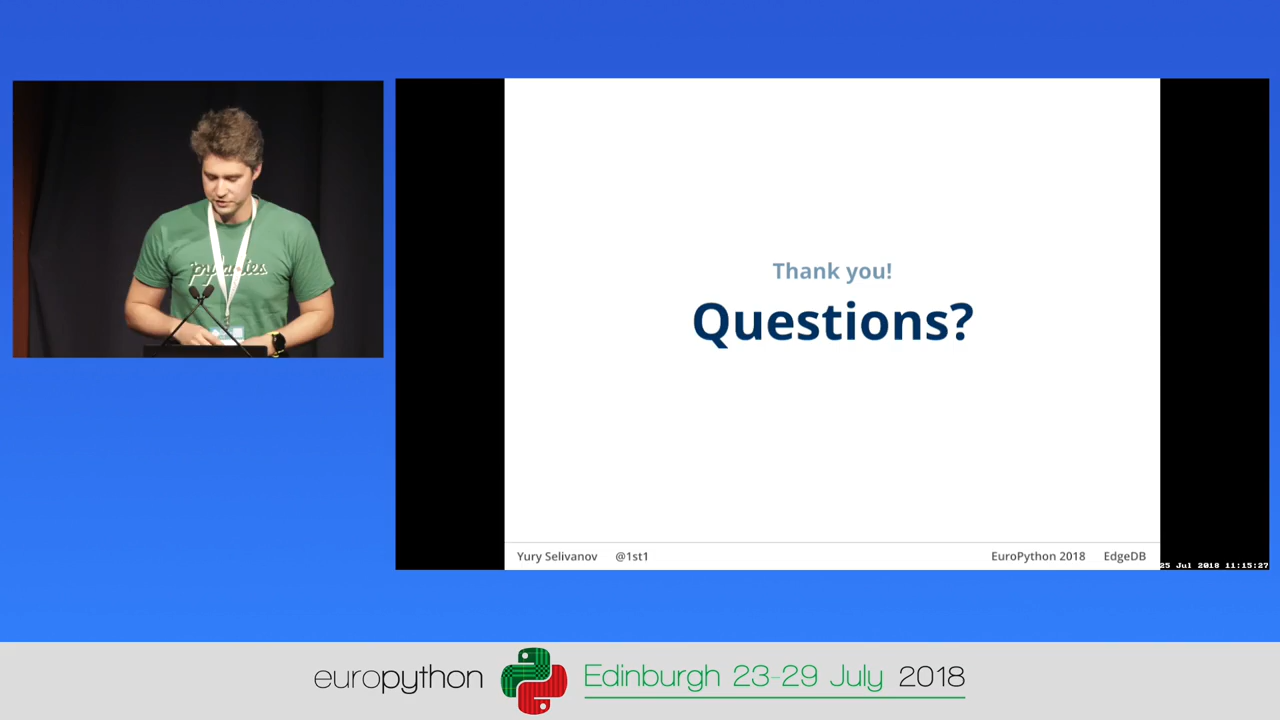 pyladies
Thank you!
Questions?
Yury Selivanov @1st1
EuroPython 2018 EdgeDB
25 Jul 2018 11:15:27
europython
Edinburgh 23-29 July 2018